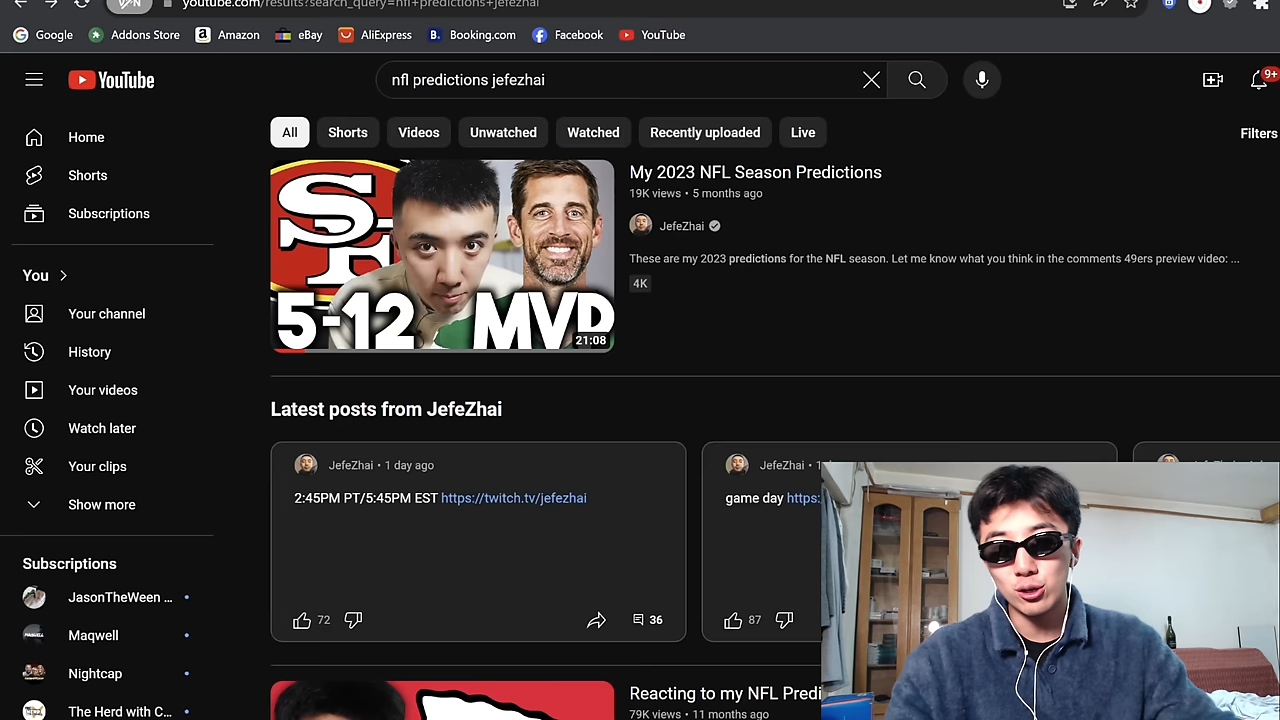 youtube.com/results?search_query=nfl+predictions+jefezhai
Google Addons Store Amazon eBay AliExpress Booking.com Facebook YouTube
YouTube
nfl predictions jefezhai
9+
All Shorts Videos Unwatched Watched Recently uploaded Live Filters
Home
Shorts
Subscriptions
You
Your channel
History
Your videos
Watch later
Your clips
Show more
Subscriptions
JasonTheWeen ...
Maqwell
Nightcap
The Herd with C...
SF
5-12 MVP
21:08
My 2023 NFL Season Predictions
19K views • 5 months ago
JefeZhai
These are my 2023 predictions for the NFL season. Let me know what you think in the comments 49ers preview video: ...
4K
Latest posts from JefeZhai
JefeZhai • 1 day ago
2:45PM PT/5:45PM EST https://twitch.tv/jefezhai
72
36
JefeZhai • 1
game day https:
87
Reacting to my NFL Predi
79K views • 11 months ago